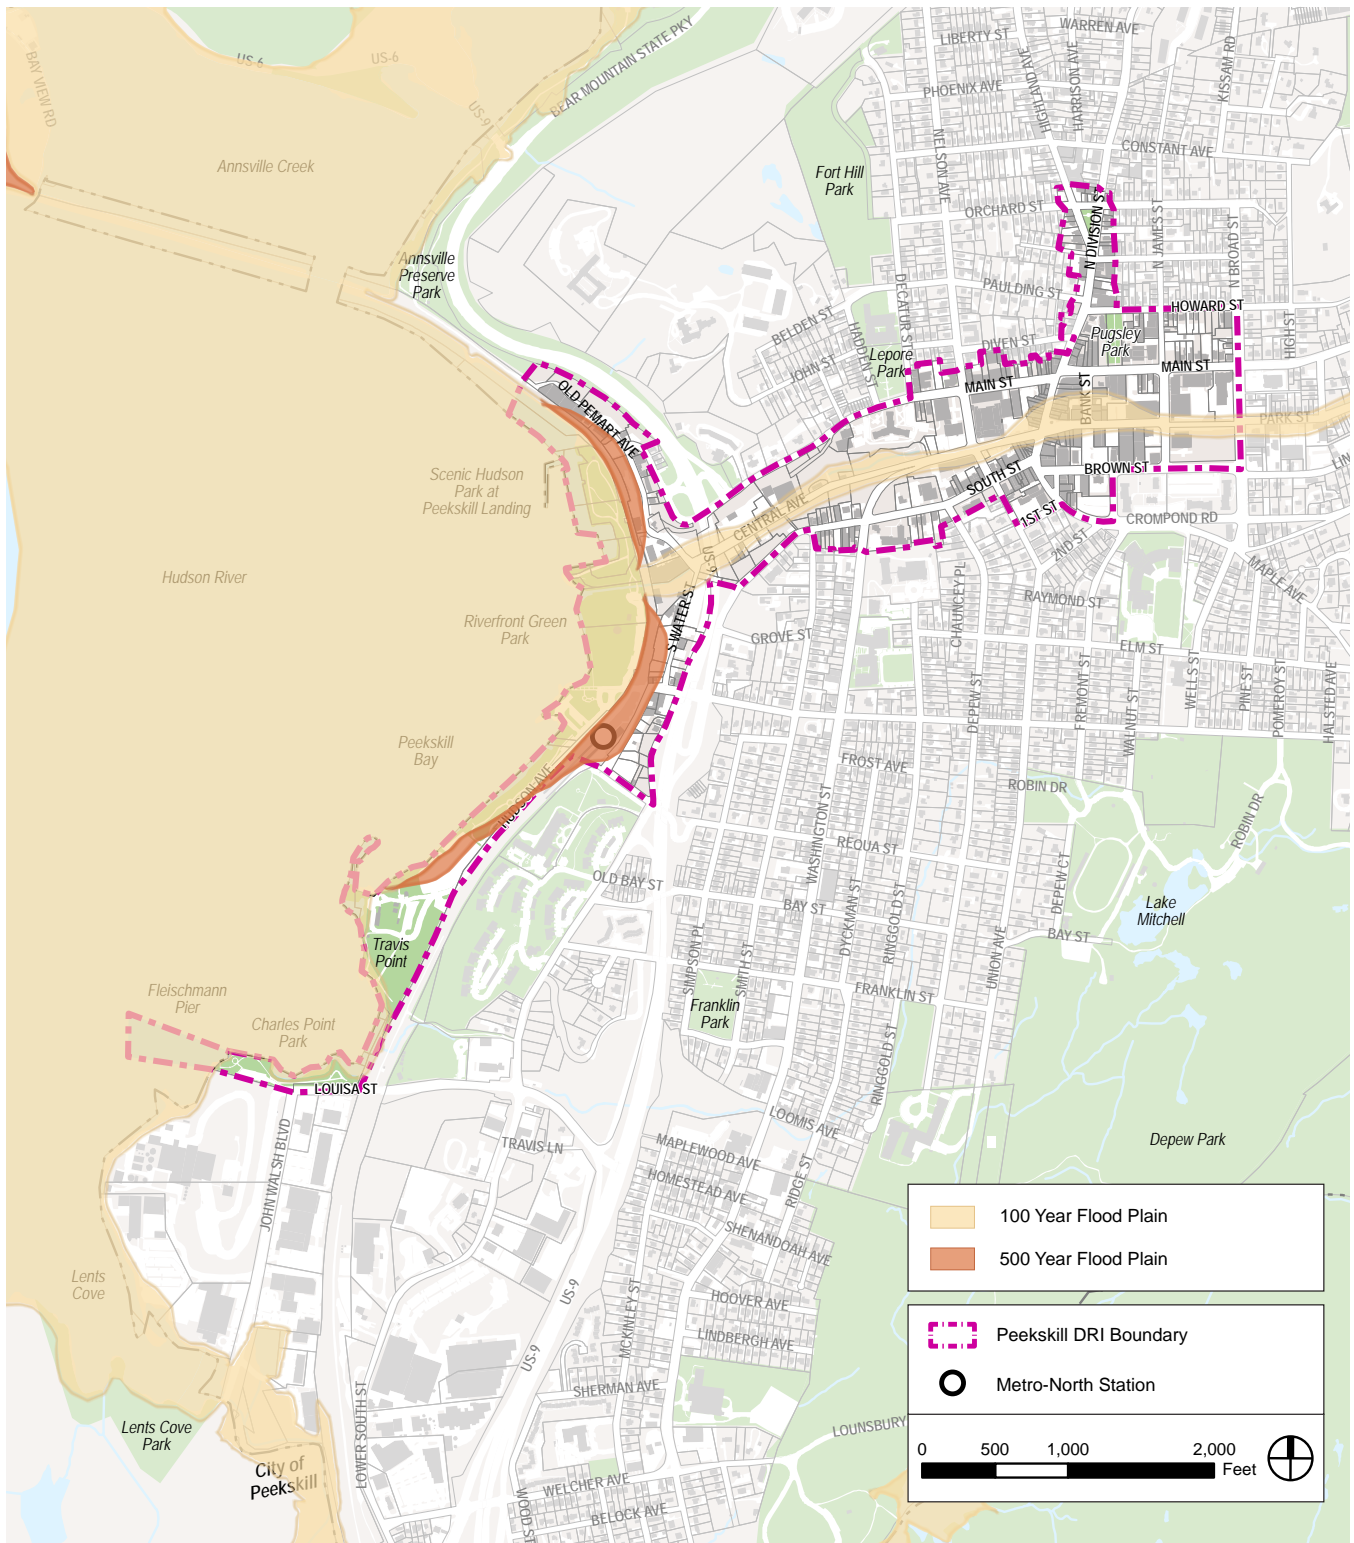 WARREN AVE
LIBERTY ST
BEAR MOUNTAIN STATE PKY
HIGHLAND AVE
HARRISON AVE
KISSAM RD
US-6
US-6
BAY VIEW RD
US-9
PHOENIX AVE
NELSON AVE
CONSTANT AVE
Annsville Creek
Fort Hill
Park
ORCHARD ST
N DIVISION ST
N JAMES ST
N BROAD ST
Annsville
Preserve
Park
DECATUR ST
PAULDING ST
HOWARD ST
BELDEN ST
HADDEN ST
DIVEN ST
Pugsley
Park
HIGH ST
JOHN ST
Lepore
Park
MAIN ST
MAIN ST
BANK ST
OLD PEMART AVE
PARK ST
Scenic Hudson
Park at
Peekskill Landing
SOUTH ST
BROWN ST
LIN
CENTRAL AVE
1ST ST
CROMPOND RD
2ND ST
US-9
MAPLE AVE
Hudson River
CHAUNCEY PL
RAYMOND ST
S WATER ST
Riverfront Green
Park
GROVE ST
ELM ST
DEPEW ST
FREMONT ST
WALNUT ST
WELLS ST
PINE ST
POMEROY ST
HALSTED AVE
Peekskill
Bay
FROST AVE
ROBIN DR
ROBIN DR
HUDSON AVE
WASHINGTON ST
REQUA ST
OLD BAY ST
BAY ST
DEPEW CT
Lake
Mitchell
DYCKMAN ST
RINGGOLD ST
BAY ST
UNION AVE
Travis
Point
SIMPSON PL
SMITH ST
FRANKLIN ST
Fleischmann
Pier
Franklin
Park
Charles Point
Park
RINGGOLD ST
LOUISA ST
LOOMIS AVE
JOHN WALSH BLVD
TRAVIS LN
MAPLEWOOD AVE
Depew Park
HOMESTEAD AVE
RIDGE ST
SHENANDOAH AVE
Lents
Cove
US-9
MCKINLEY ST
HOOVER AVE
LINDBERGH AVE
US-9
SHERMAN AVE
LOWER SOUTH ST
Lents Cove
Park
LOUNSBURY
City of
Peekskill
WELCHER AVE
WOOD ST
BELOCK AVE
100 Year Flood Plain
500 Year Flood Plain
Peekskill DRI Boundary
Metro-North Station
0 500 1,000 2,000
Feet